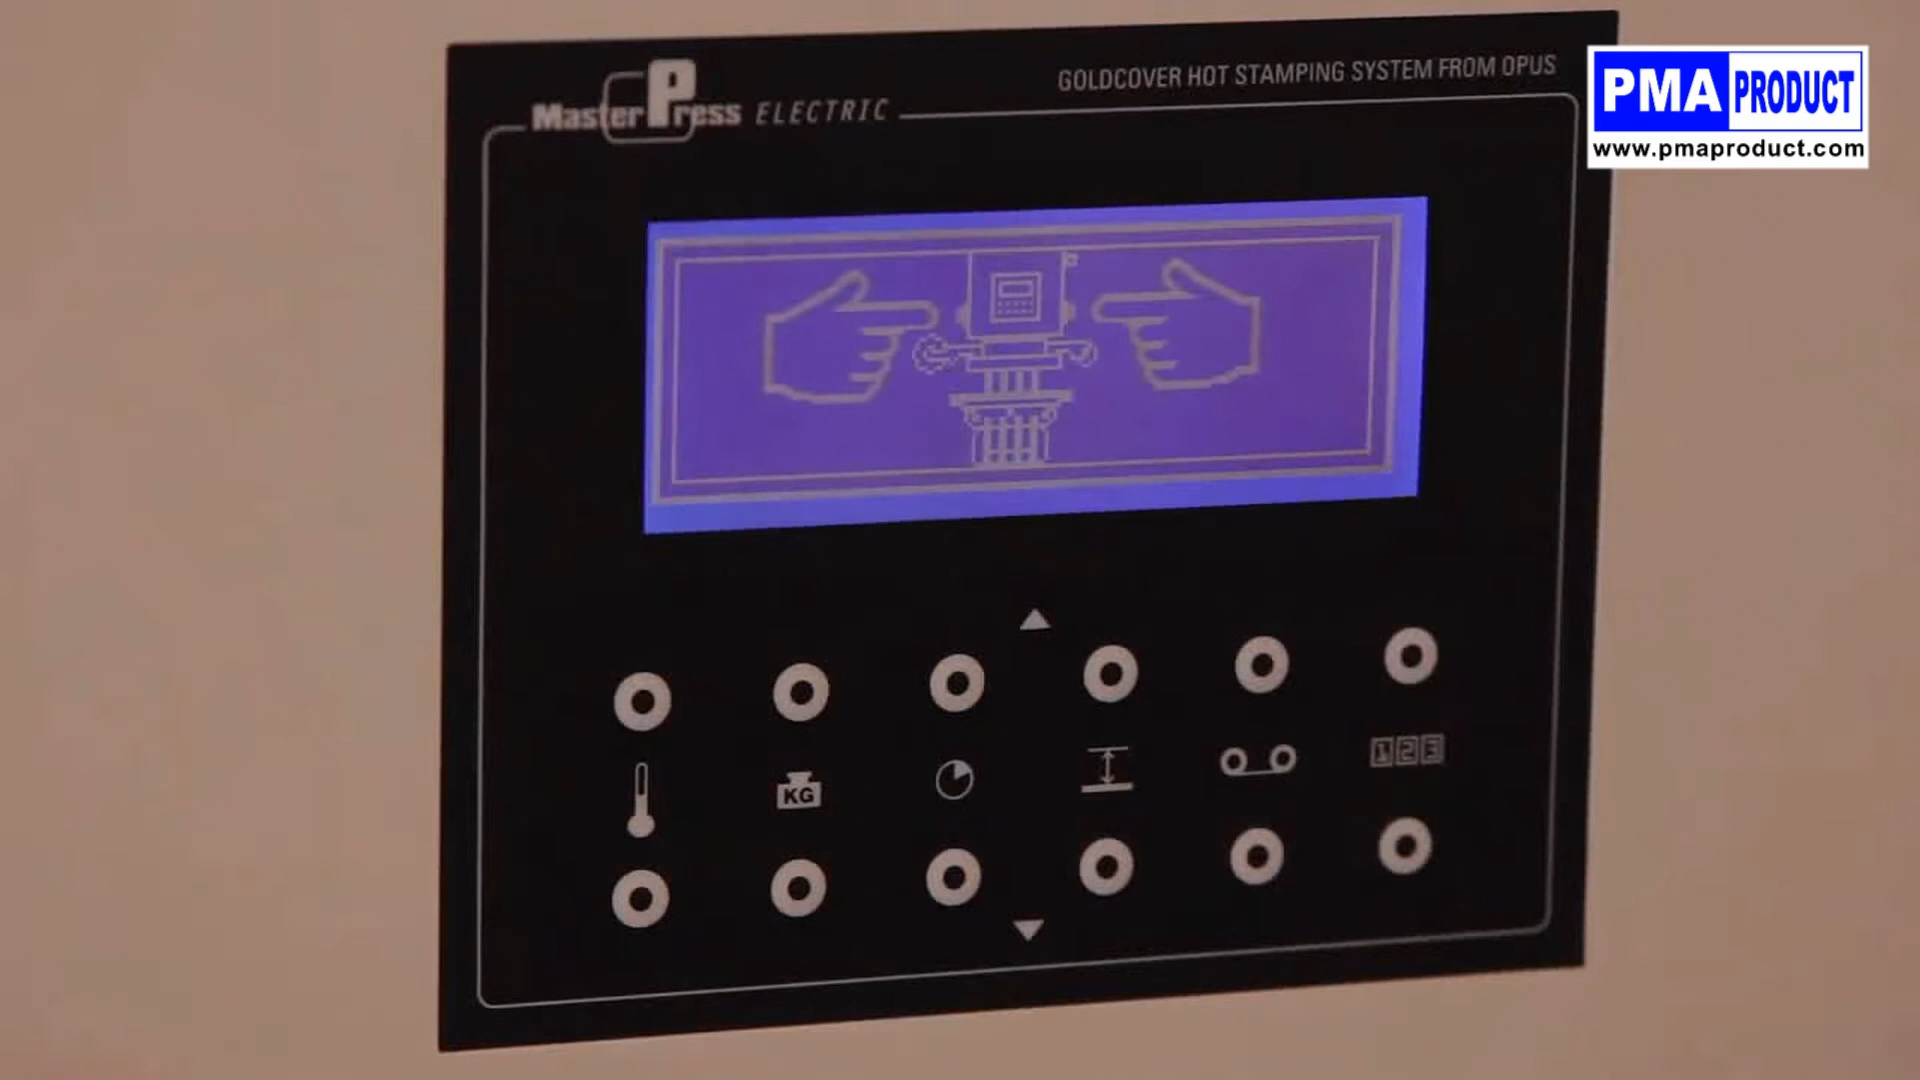 MasterPress ELECTRIC
GOLDCOVER HOT STAMPING SYSTEM FROM OPUS
PMA PRODUCT
www.pmaproduct.com
KG
123